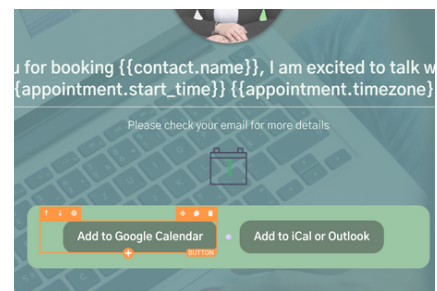 u for booking {{contact.name}}, I am excited to talk w
{appointment.start_time}} {{appointment.timezone}
Please check your email for more details
Add to Google Calendar
Add to iCal or Outlook
BUTTON